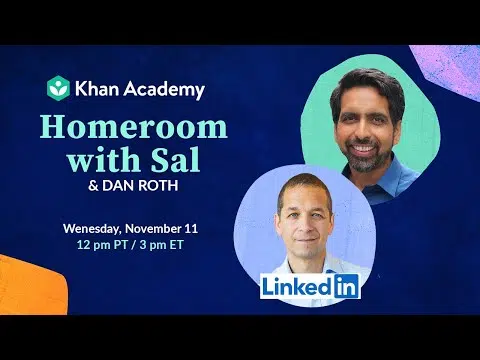 Khan Academy
Homeroom
with Sal
& DAN ROTH
Wenesday, November 11
12 pm PT / 3 pm ET
Linkedin